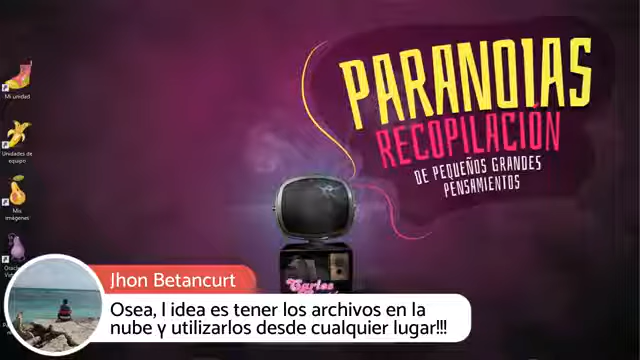 PARANOIAS
RECOPILACIÓN
DE PEQUEÑOS GRANDES
PENSAMIENTOS
Mi unidad
Unidades de
equipo
Mis
imágenes
Carlos
Jhon Betancurt
Osea, l idea es tener los archivos en la
nube y utilizarlos desde cualquier lugar!!!